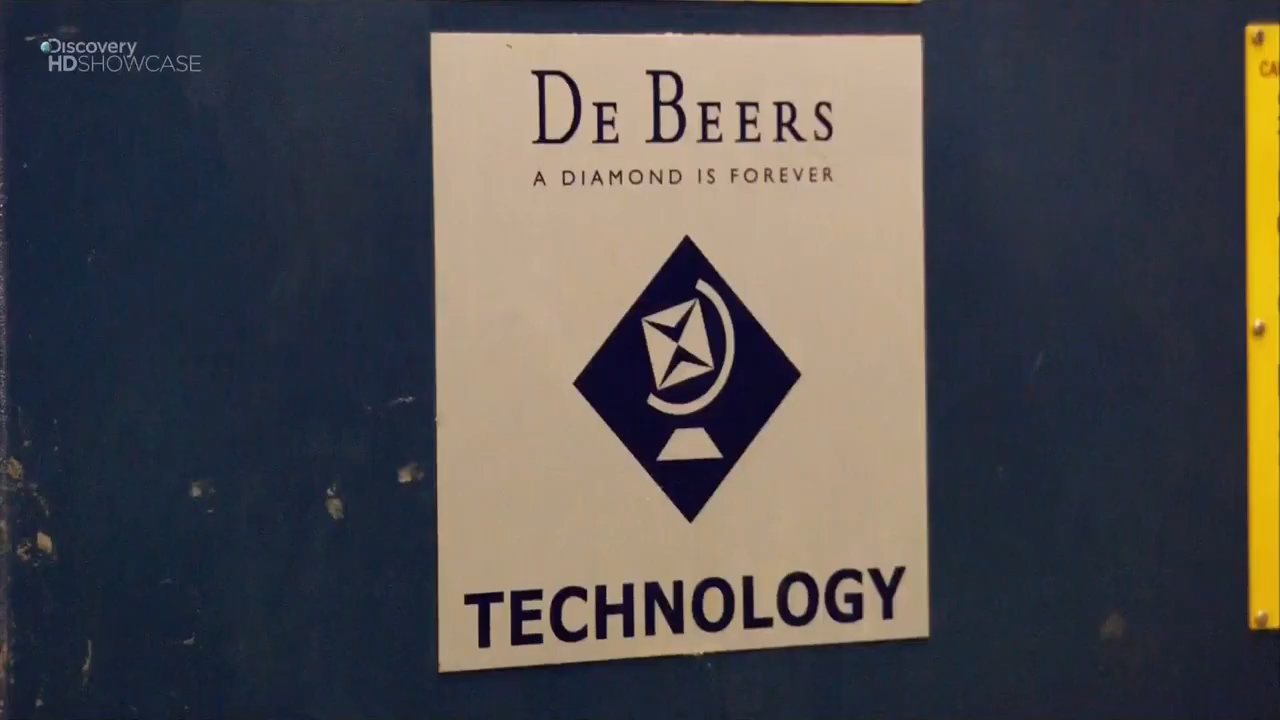 Discovery
HDSHOWCASE
DE BEERS
A DIAMOND IS FOREVER
TECHNOLOGY